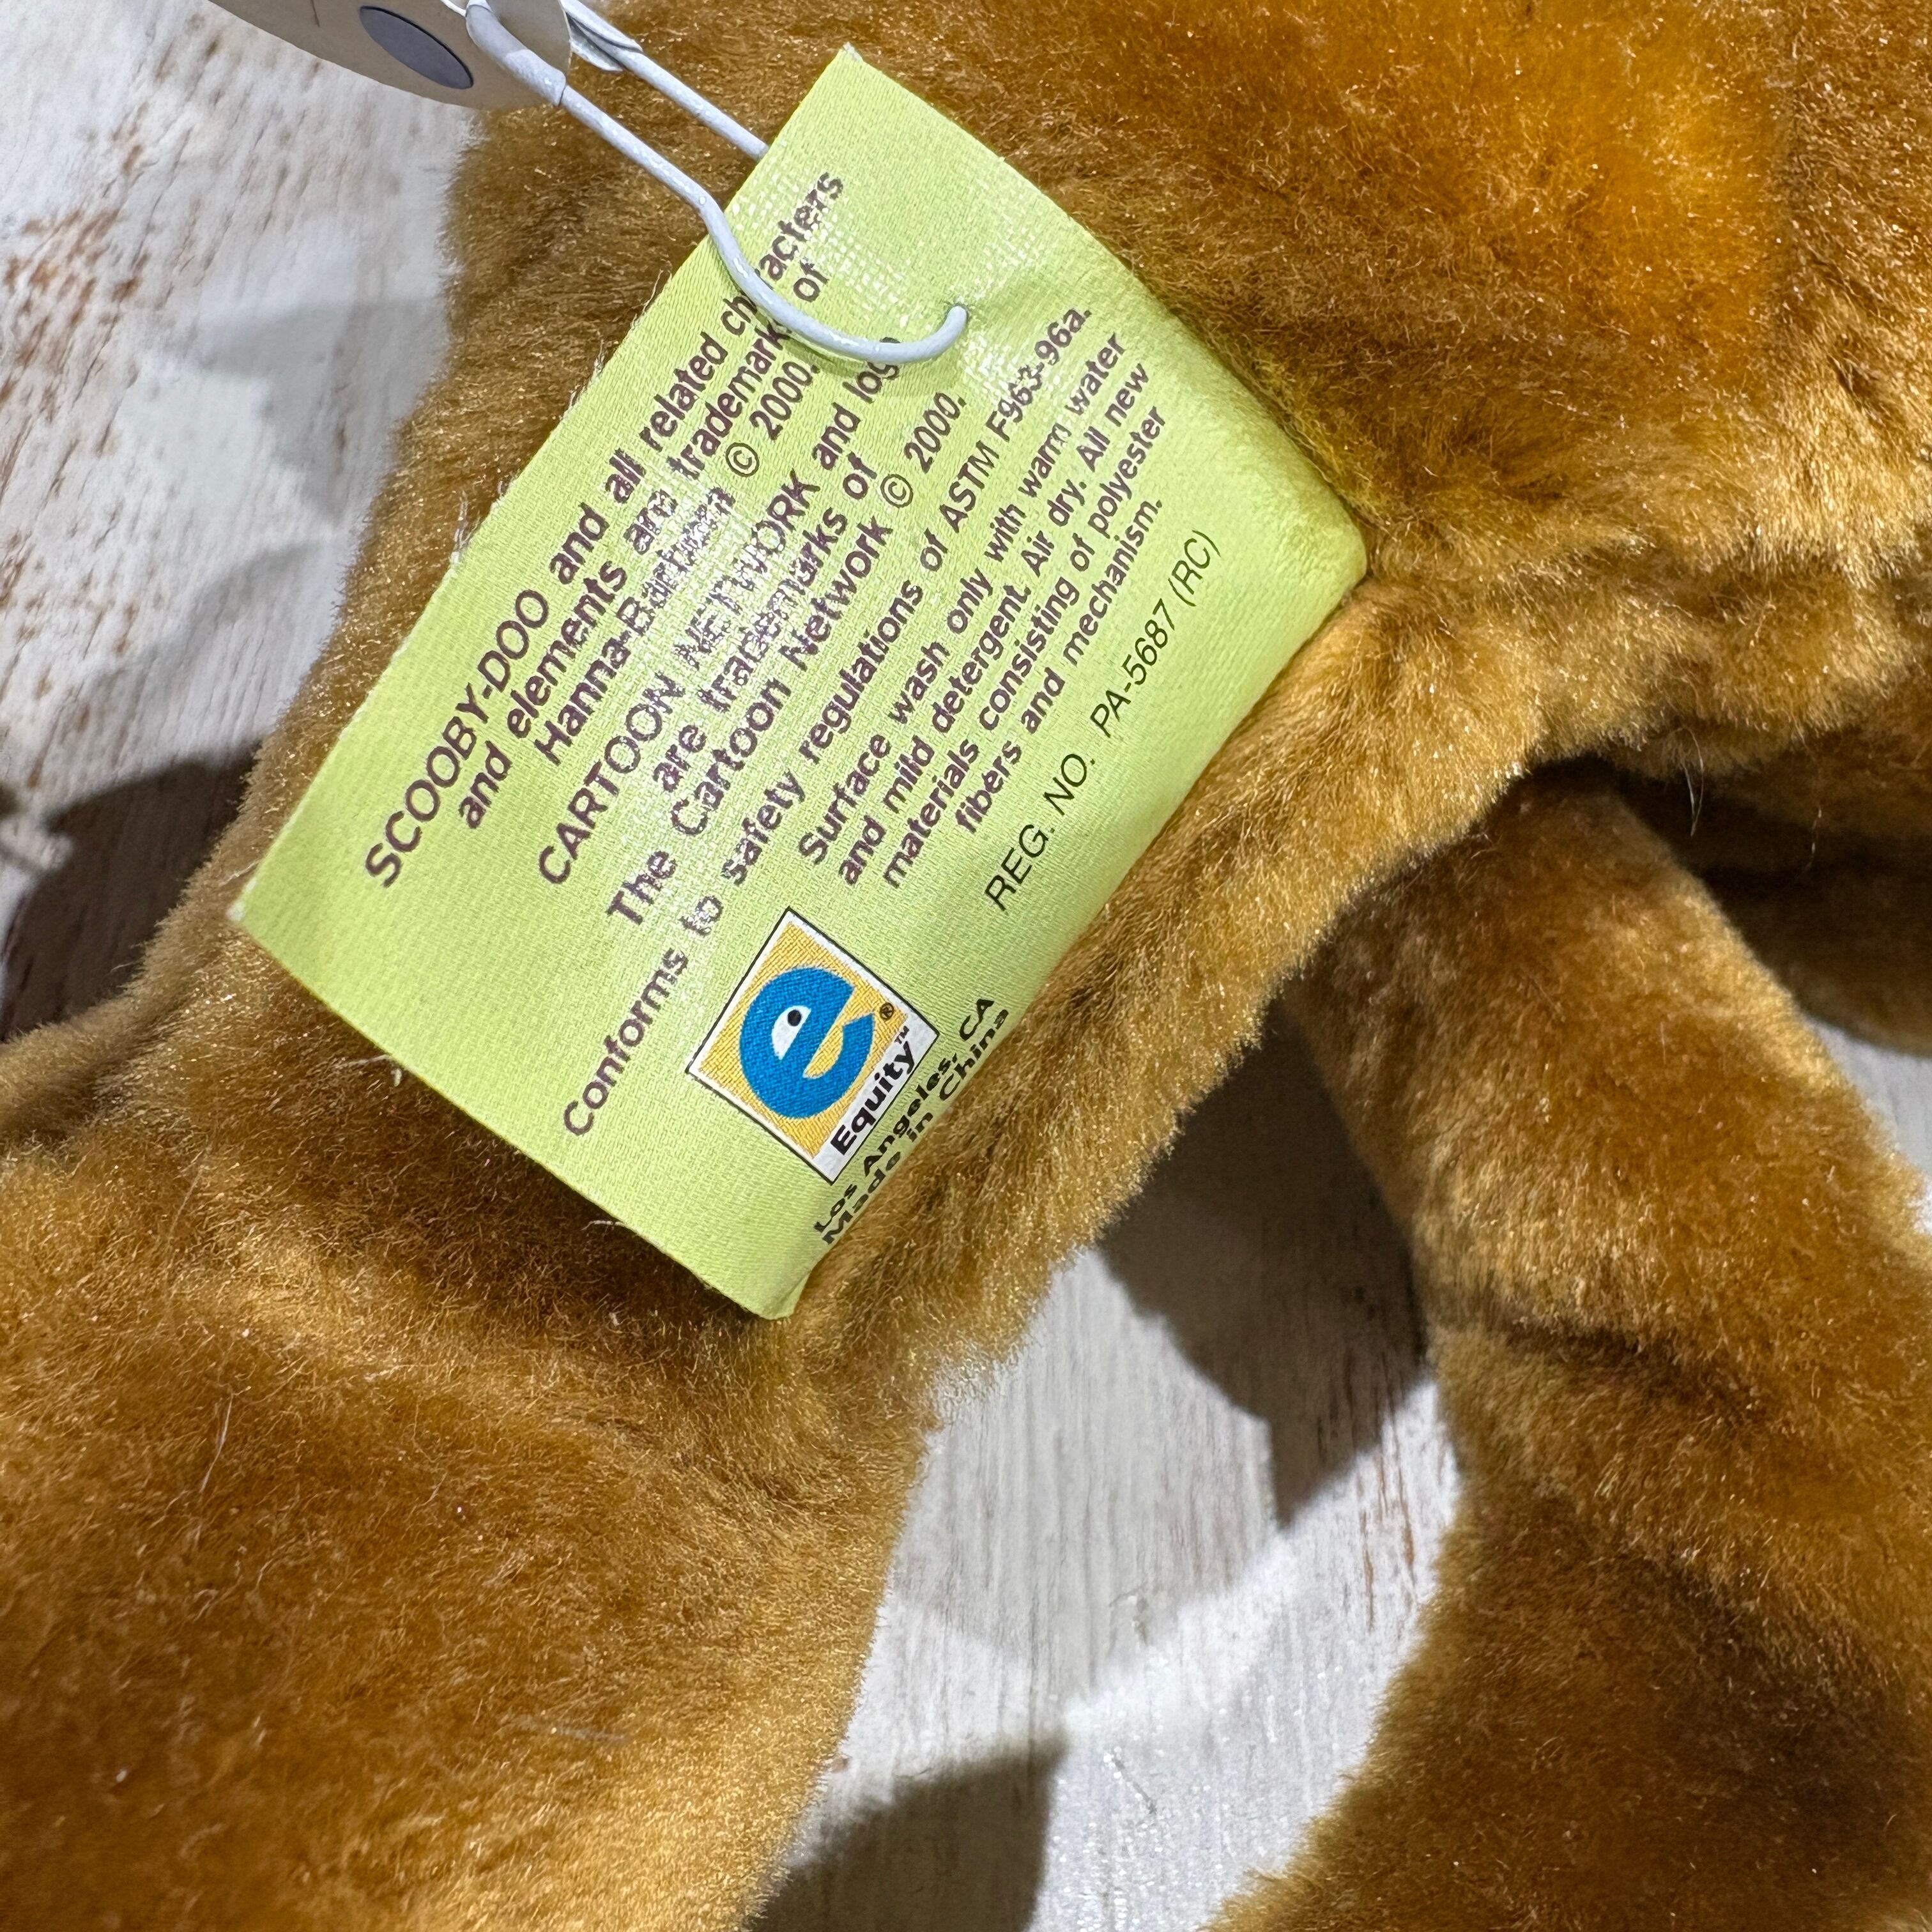 SCOOBY-DOO and all related characters
and elements are trademarks of
Hanna-Barbera © 2000.
CARTOON NETWORK and logo
are trademarks of
The Cartoon Network © 2000.
Conforms to safety regulations of ASTM F963-96a.
Surface wash only with warm water
and mild detergent. Air dry. All new
materials consisting of polyester
fibers and mechanism.
REG. NO. PA-5687 (RC)
e®
Equity™
Los Angeles, CA
Made in China